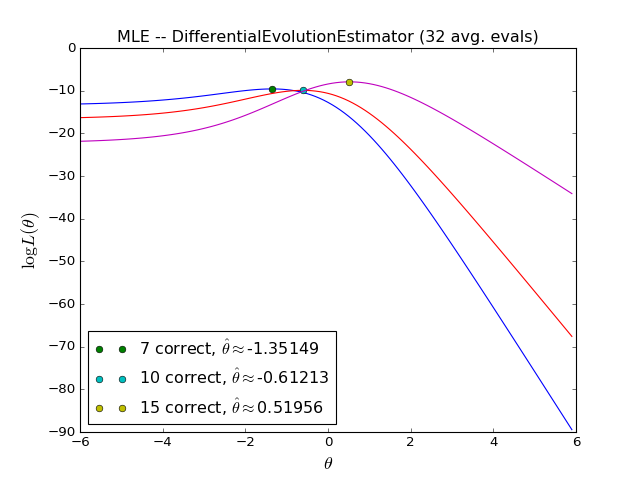 MLE -- DifferentialEvolutionEstimator (32 avg. evals)
0
−10
−20
−30
−40
−50
−60
−70
−80
−90
log L(θ)
7 correct, θ̂≈-1.35149
10 correct, θ̂≈-0.61213
15 correct, θ̂≈0.51956
−6
−4
−2
0
2
4
6
θ